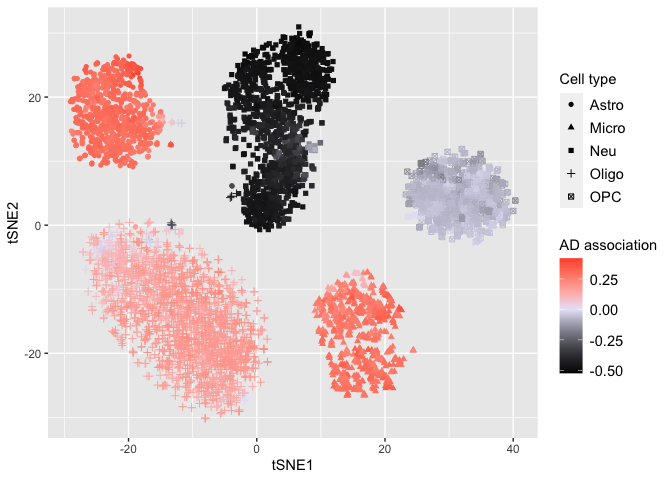 20
0
-20
-20
0
20
40
tSNE1
tSNE2
Cell type
Astro
Micro
Neu
Oligo
OPC
AD association
0.25
0.00
-0.25
-0.50